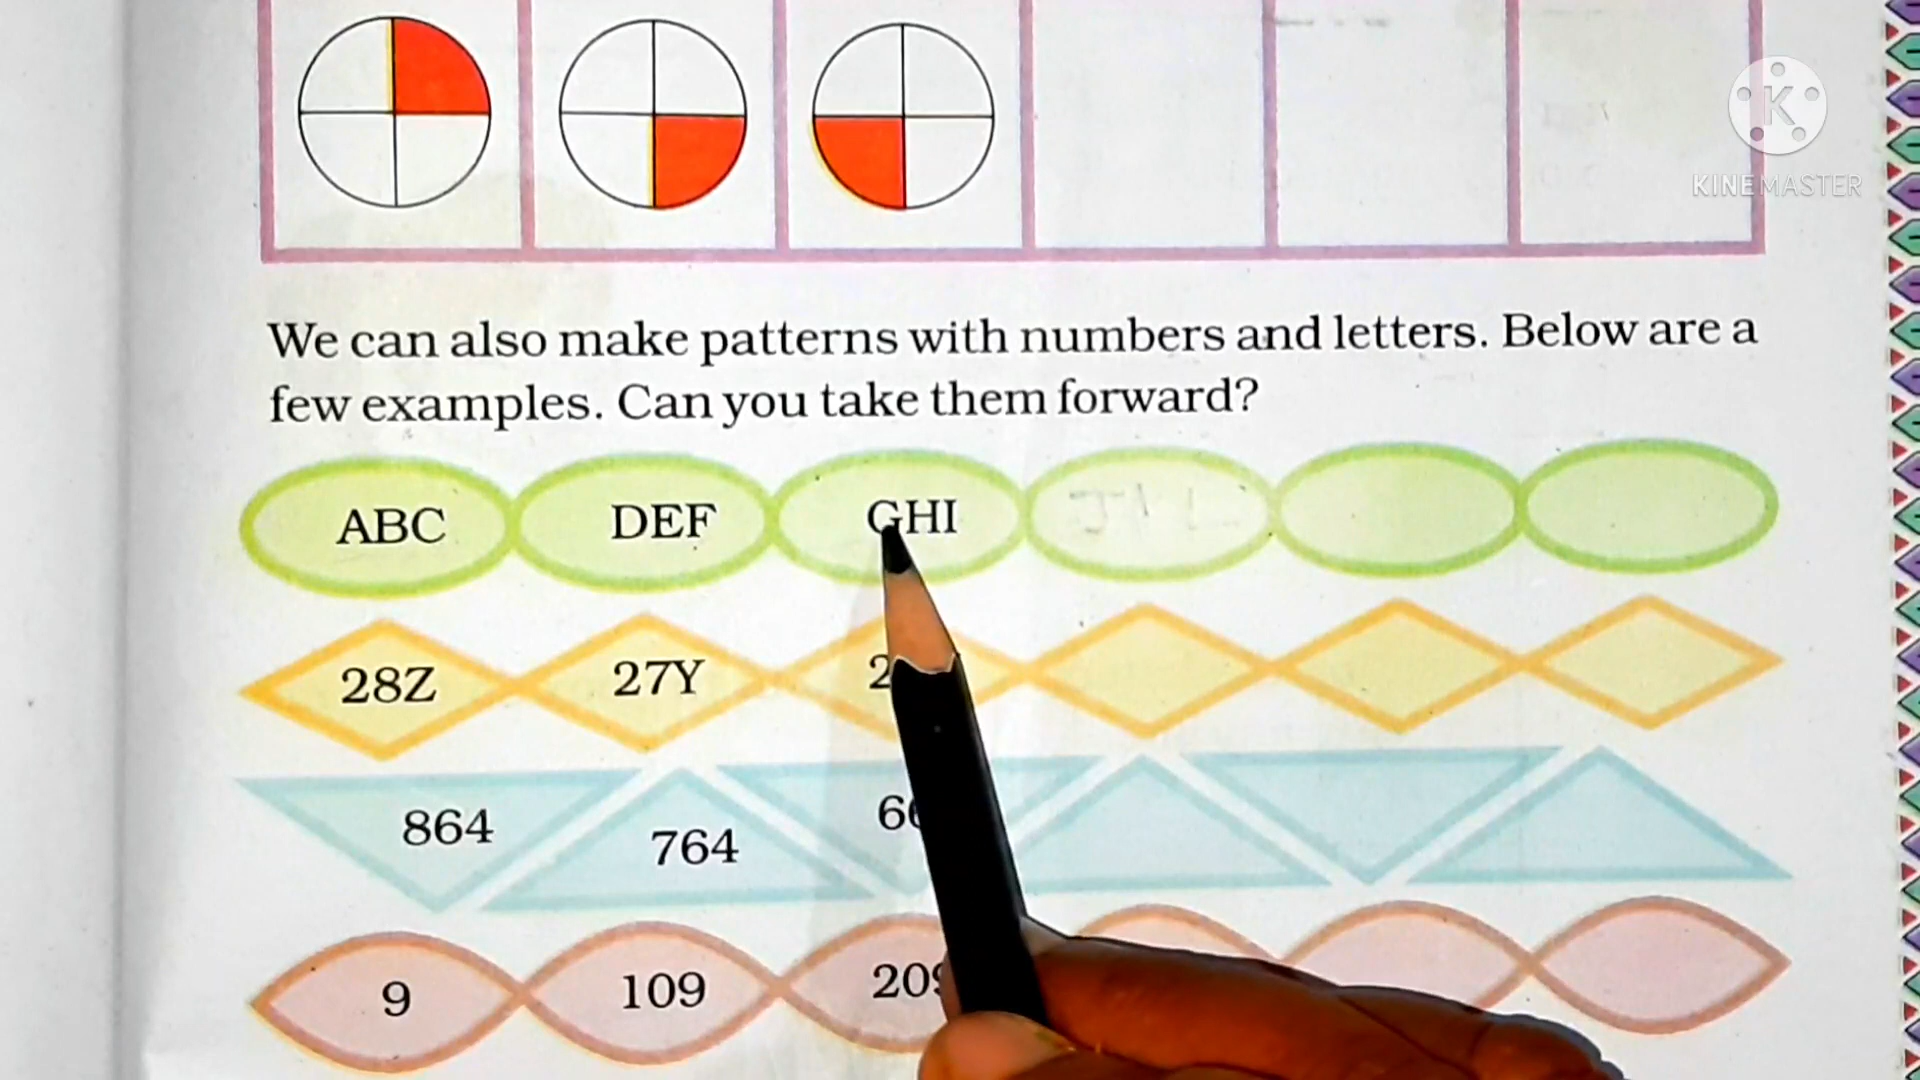 KINEMASTER
We can also make patterns with numbers and letters. Below are a
few examples. Can you take them forward?
ABC DEF GHI
28Z 27Y
864 764
9 109 209